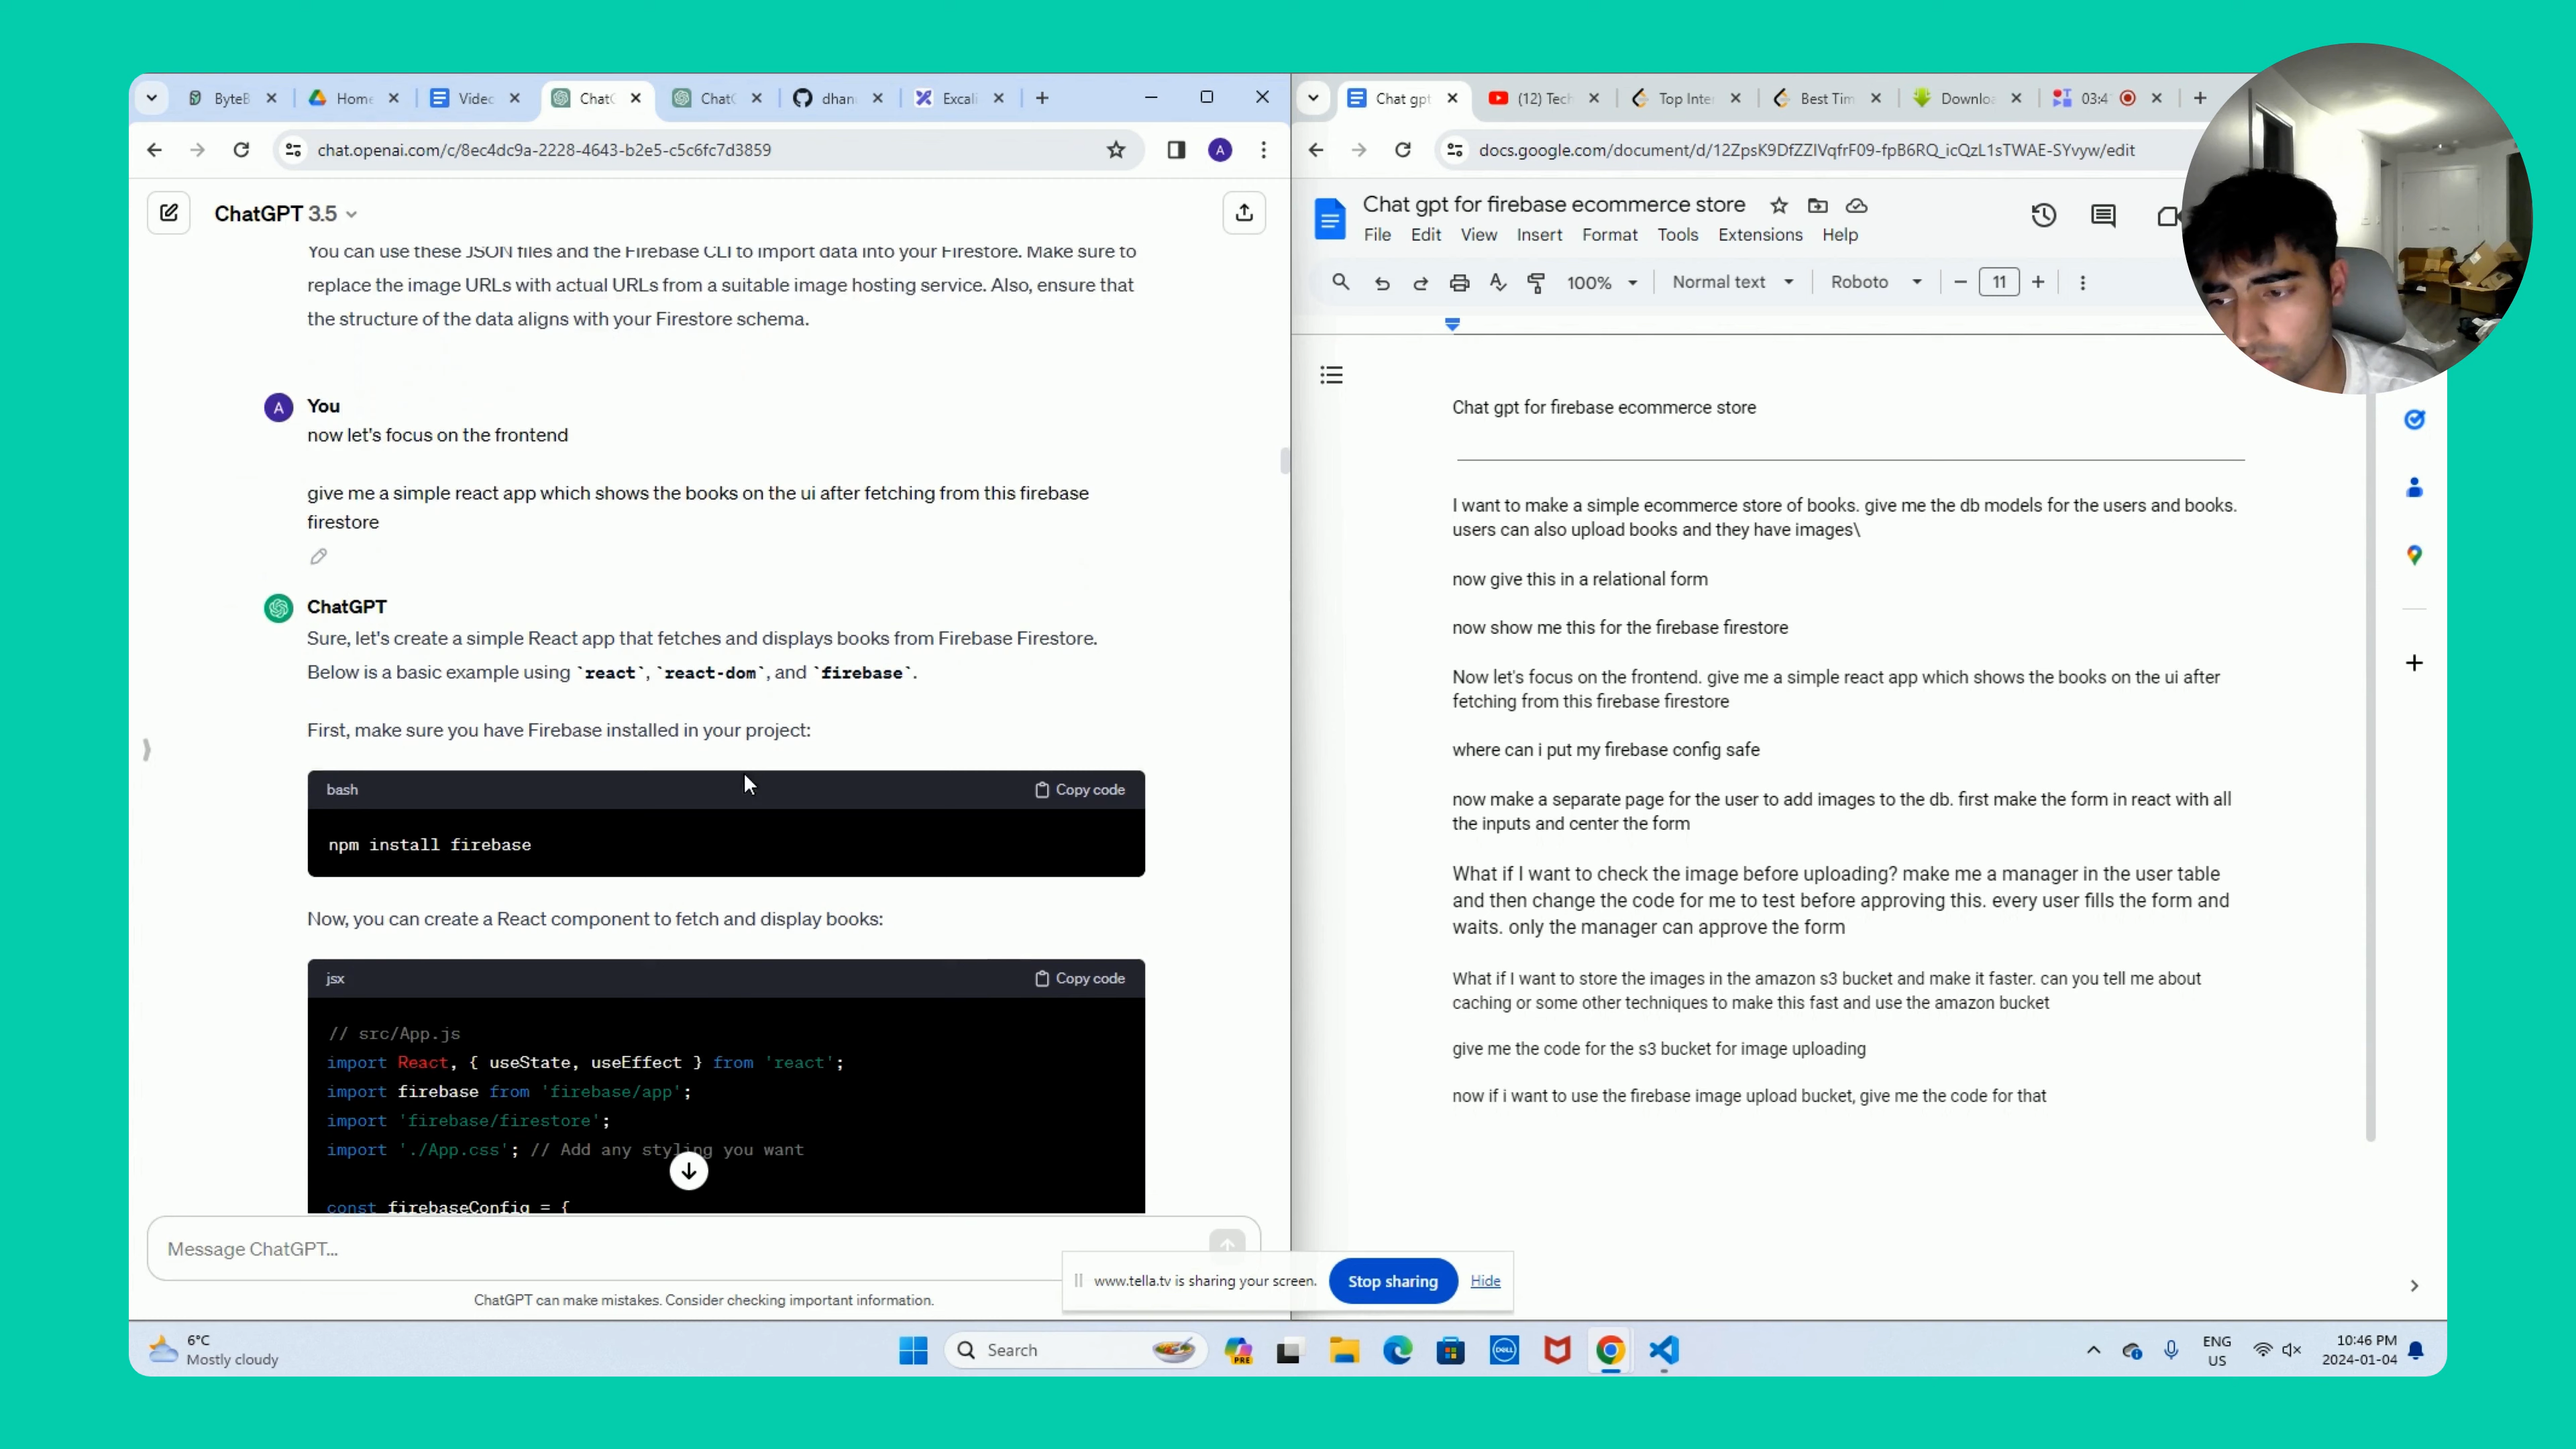 ByteB
Home
Videc
ChatG
ChatG
dhan
Excali
chat.openai.com/c/8ec4dc9a-2228-4643-b2e5-c5c6fc7d3859
A
ChatGPT 3.5
You can use these JSON files and the Firebase CLI to import data into your Firestore. Make sure to
replace the image URLs with actual URLs from a suitable image hosting service. Also, ensure that
the structure of the data aligns with your Firestore schema.
A
You
now let's focus on the frontend
give me a simple react app which shows the books on the ui after fetching from this firebase
firestore
ChatGPT
Sure, let's create a simple React app that fetches and displays books from Firebase Firestore.
Below is a basic example using `react`, `react-dom`, and `firebase`.
First, make sure you have Firebase installed in your project:
bash
Copy code
npm install firebase
Now, you can create a React component to fetch and display books:
jsx
Copy code
// src/App.js
import React, { useState, useEffect } from 'react';
import firebase from 'firebase/app';
import 'firebase/firestore';
import './App.css'; // Add any styling you want
const firebaseConfig = {
Message ChatGPT...
ChatGPT can make mistakes. Consider checking important information.
Chat gpt
(12) Tech
Top Inte
Best Tim
Downloa
03:4
docs.google.com/document/d/12ZpsK9DfZZIVqfrF09-fpB6RQ_icQzL1sTWAE-SYvyw/edit
Chat gpt for firebase ecommerce store
File Edit View Insert Format Tools Extensions Help
100%
Normal text
Roboto
11
Chat gpt for firebase ecommerce store
I want to make a simple ecommerce store of books. give me the db models for the users and books.
users can also upload books and they have images\
now give this in a relational form
now show me this for the firebase firestore
Now let's focus on the frontend. give me a simple react app which shows the books on the ui after
fetching from this firebase firestore
where can i put my firebase config safe
now make a separate page for the user to add images to the db. first make the form in react with all
the inputs and center the form
What if I want to check the image before uploading? make me a manager in the user table
and then change the code for me to test before approving this. every user fills the form and
waits. only the manager can approve the form
What if I want to store the images in the amazon s3 bucket and make it faster. can you tell me about
caching or some other techniques to make this fast and use the amazon bucket
give me the code for the s3 bucket for image uploading
now if i want to use the firebase image upload bucket, give me the code for that
www.tella.tv is sharing your screen.
Stop sharing
Hide
6°C
Mostly cloudy
Search
PRE
DELL
ENG
US
10:46 PM
2024-01-04